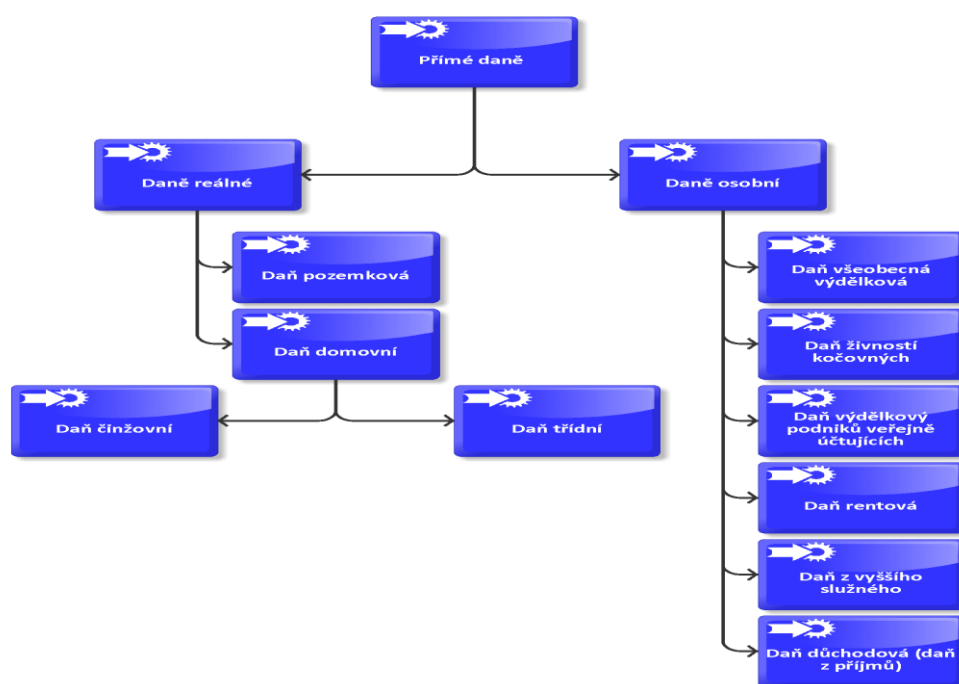 Přímé daně
Daně reálné
Daně osobní
Daň pozemková
Daň domovní
Daň činžovní
Daň třídní
Daň všeobecná
výdělková
Daň živností
kočovných
Daň výdělkový
podniků veřejně
účtujících
Daň rentová
Daň z vyššího
služného
Daň důchodová (daň
z příjmů)